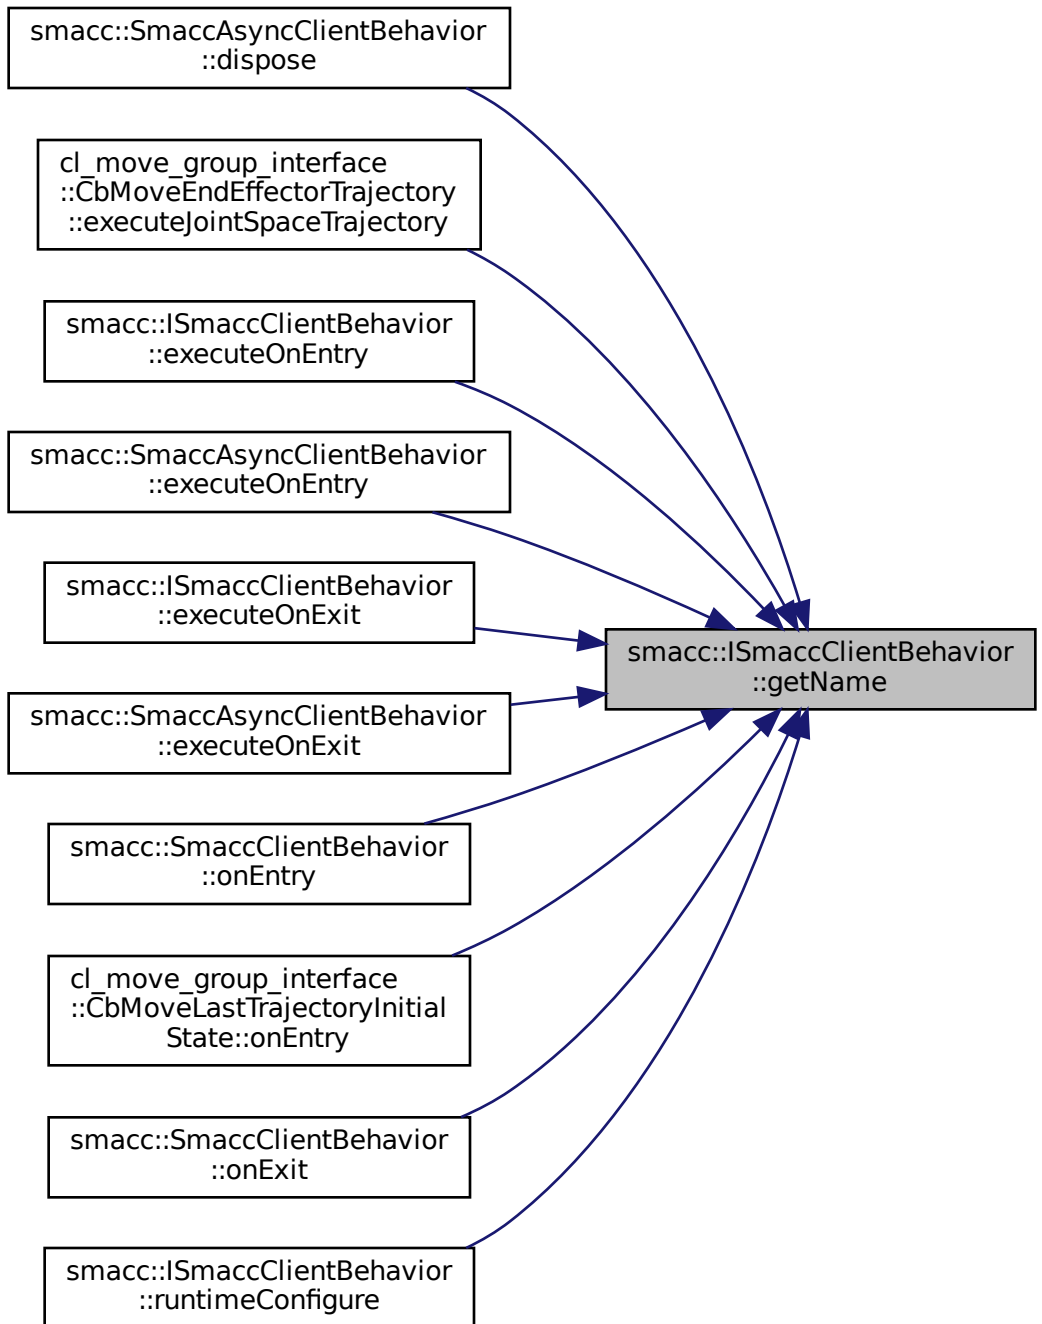 smacc::SmaccAsyncClientBehavior
::dispose
cl_move_group_interface
::CbMoveEndEffectorTrajectory
::executeJointSpaceTrajectory
smacc::ISmaccClientBehavior
::executeOnEntry
smacc::SmaccAsyncClientBehavior
::executeOnEntry
smacc::ISmaccClientBehavior
::executeOnExit
smacc::SmaccAsyncClientBehavior
::executeOnExit
smacc::SmaccClientBehavior
::onEntry
cl_move_group_interface
::CbMoveLastTrajectoryInitial
State::onEntry
smacc::SmaccClientBehavior
::onExit
smacc::ISmaccClientBehavior
::runtimeConfigure
smacc::ISmaccClientBehavior
::getName